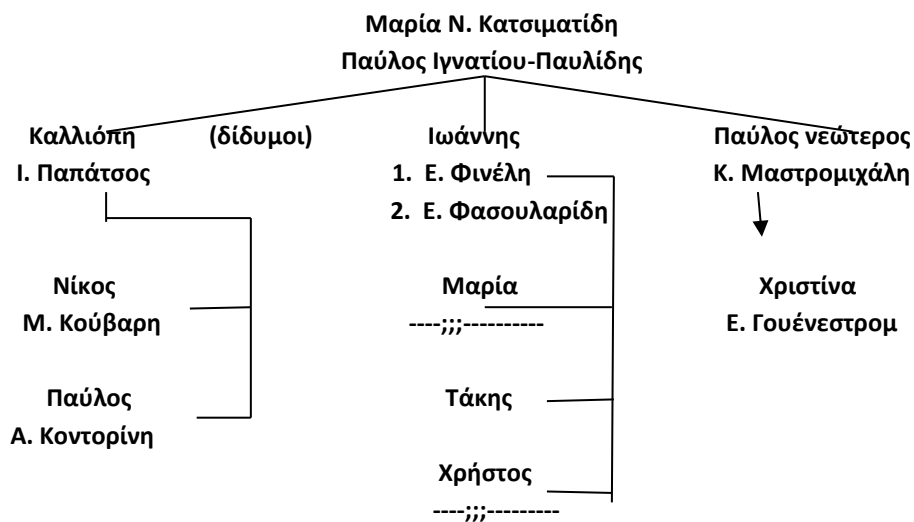 Μαρία Ν. Κατσιματίδη
Παύλος Ιγνατίου-Παυλίδης
Καλλιόπη (δίδυμοι) Ιωάννης Παύλος νεώτερος
Ι. Παπάτσος 1. Ε. Φινέλη Κ. Μαστρομιχάλη
2. Ε. Φασουλαρίδη
Νίκος Μαρία Χριστίνα
Μ. Κούβαρη ----;;;---------- Ε. Γουένεστρομ
Παύλος Τάκης
Α. Κοντορίνη
Χρήστος
----;;;---------